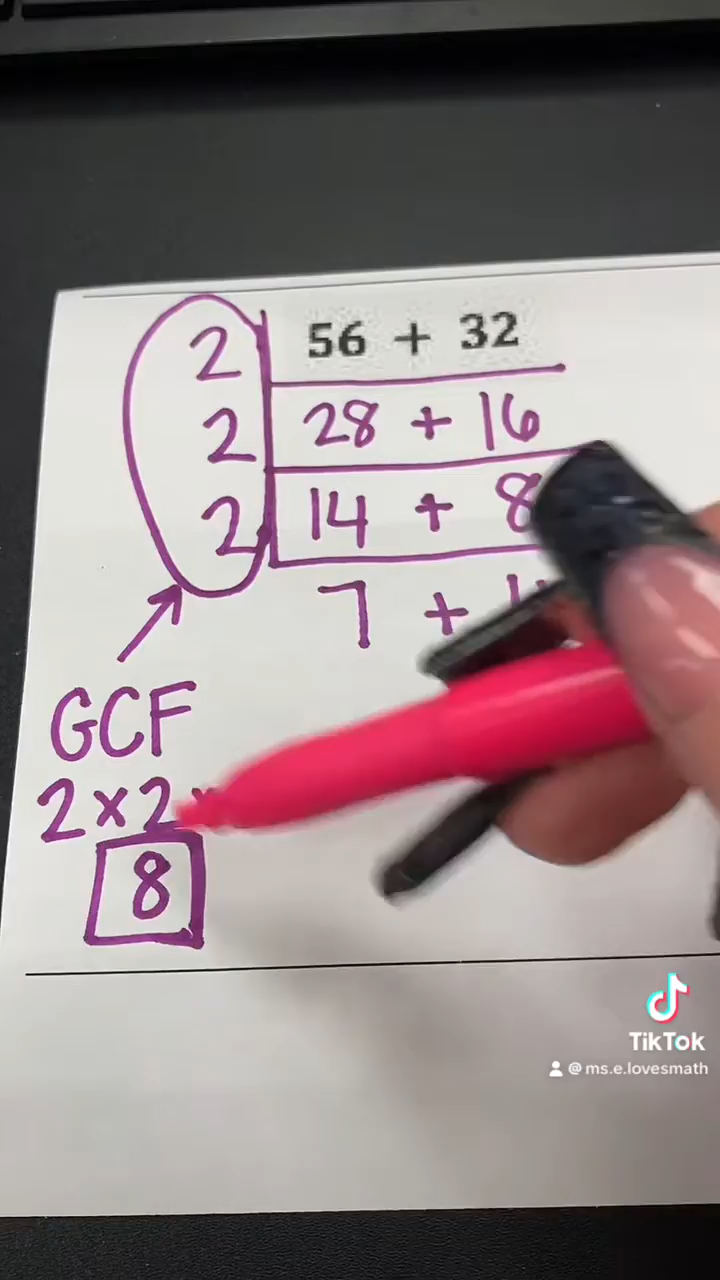 2 56 + 32
2 28 + 16
2 14 + 8
7 +
GCF
2 × 2
8
TikTok
@ms.e.lovesmath